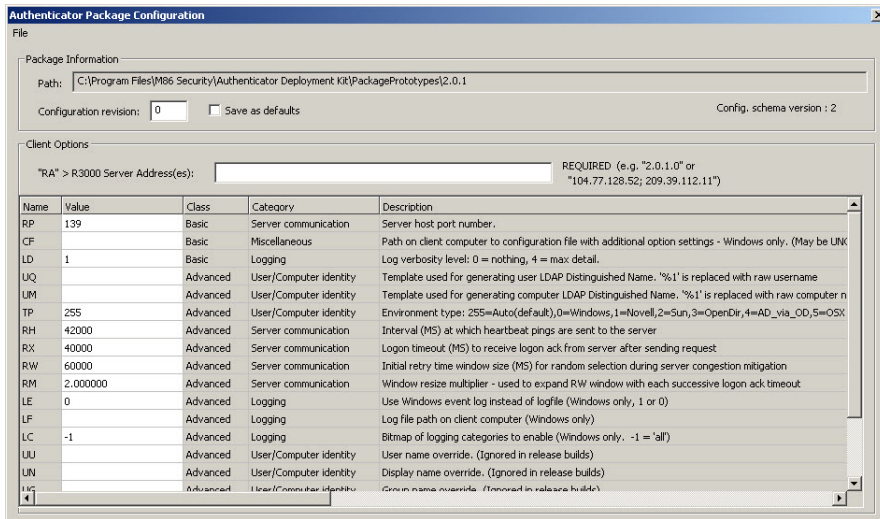 Authenticator Package Configuration
File
Package Information
Path: C:\Program Files\M86 Security\Authenticator Deployment Kit\PackagePrototypes\2.0.1
Configuration revision: 0 Save as defaults Config. schema version : 2
Client Options
"RA" > R3000 Server Address(es): REQUIRED (e.g. "2.0.1.0" or
"104.77.128.52; 209.39.112.11")
Name Value Class Category Description
RP 139 Basic Server communication Server host port number.
CF Basic Miscellaneous Path on client computer to configuration file with additional option settings - Windows only. (May be UNC
LD 1 Basic Logging Log verbosity level: 0 = nothing, 4 = max detail.
UQ Advanced User/Computer identity Template used for generating user LDAP Distinguished Name. '%1' is replaced with raw username
UM Advanced User/Computer identity Template used for generating computer LDAP Distinguished Name. '%1' is replaced with raw computer n
TP 255 Advanced User/Computer identity Environment type: 255=Auto(default),0=Windows,1=Novell,2=Sun,3=OpenDir,4=AD_via_OD,5=OSX
RH 42000 Advanced Server communication Interval (MS) at which heartbeat pings are sent to the server
RX 40000 Advanced Server communication Logon timeout (MS) to receive logon ack from server after sending request
RW 60000 Advanced Server communication Initial retry time window size (MS) for random selection during server congestion mitigation
RM 2.000000 Advanced Server communication Window resize multiplier - used to expand RW window with each successive logon ack timeout
LE 0 Advanced Logging Use Windows event log instead of logfile (Windows only, 1 or 0)
LF Advanced Logging Log file path on client computer (Windows only)
LC -1 Advanced Logging Bitmap of logging categories to enable (Windows only. -1 = 'all')
UU Advanced User/Computer identity User name override. (Ignored in release builds)
UN Advanced User/Computer identity Display name override. (Ignored in release builds)
UG Advanced User/Computer identity Group name override. (Ignored in release builds)